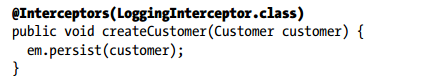 @Interceptors(LoggingInterceptor.class)
public void createCustomer(Customer customer) {
  em.persist(customer);
}